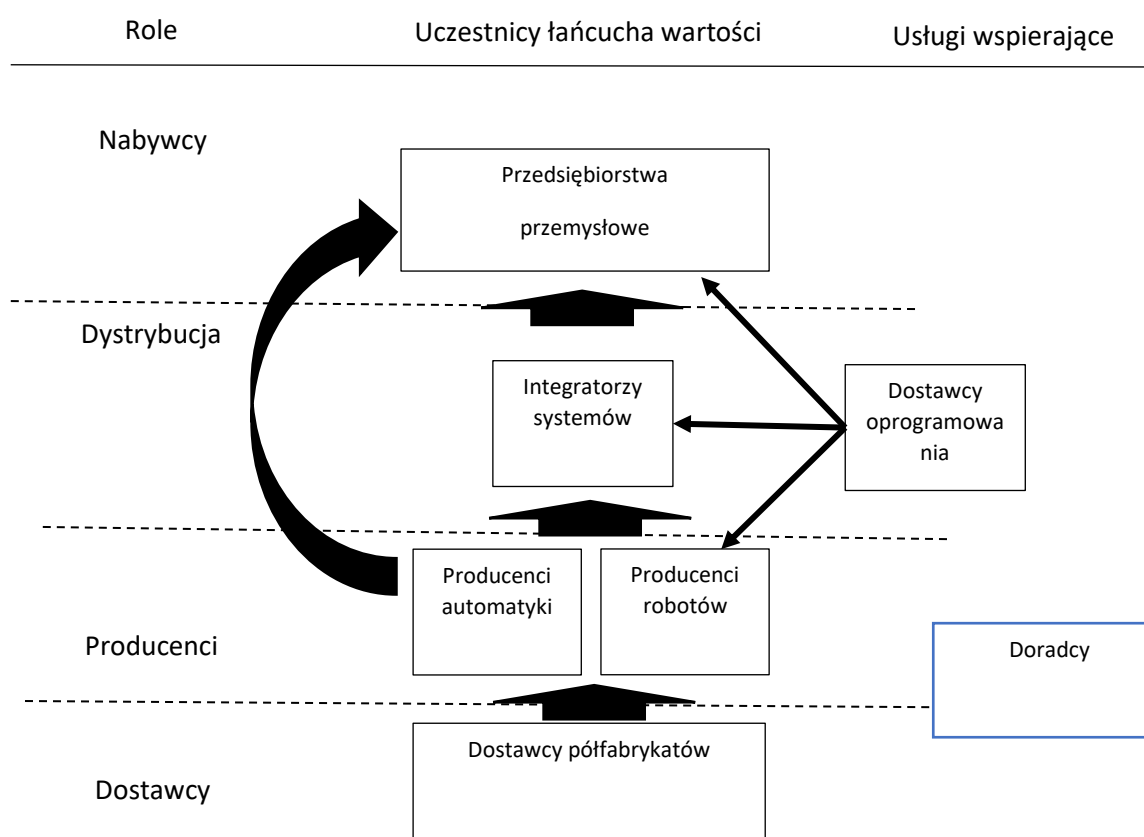 Role
Uczestnicy łańcucha wartości
Usługi wspierające
Nabywcy
Przedsiębiorstwa
przemysłowe
Dystrybucja
Integratorzy
systemów
Dostawcy
oprogramowa
nia
Producenci
automatyki
Producenci
robotów
Producenci
Doradcy
Dostawcy półfabrykatów
Dostawcy